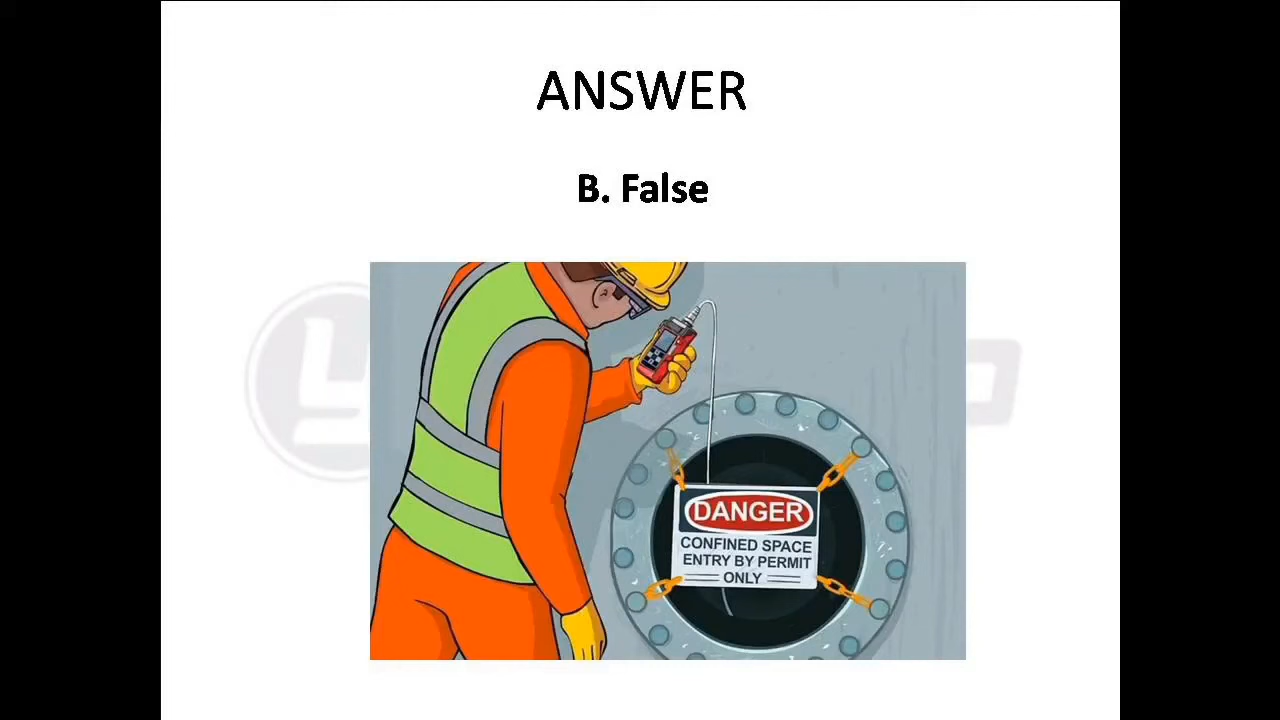 ANSWER
B. False
DANGER
CONFINED SPACE
ENTRY BY PERMIT
ONLY